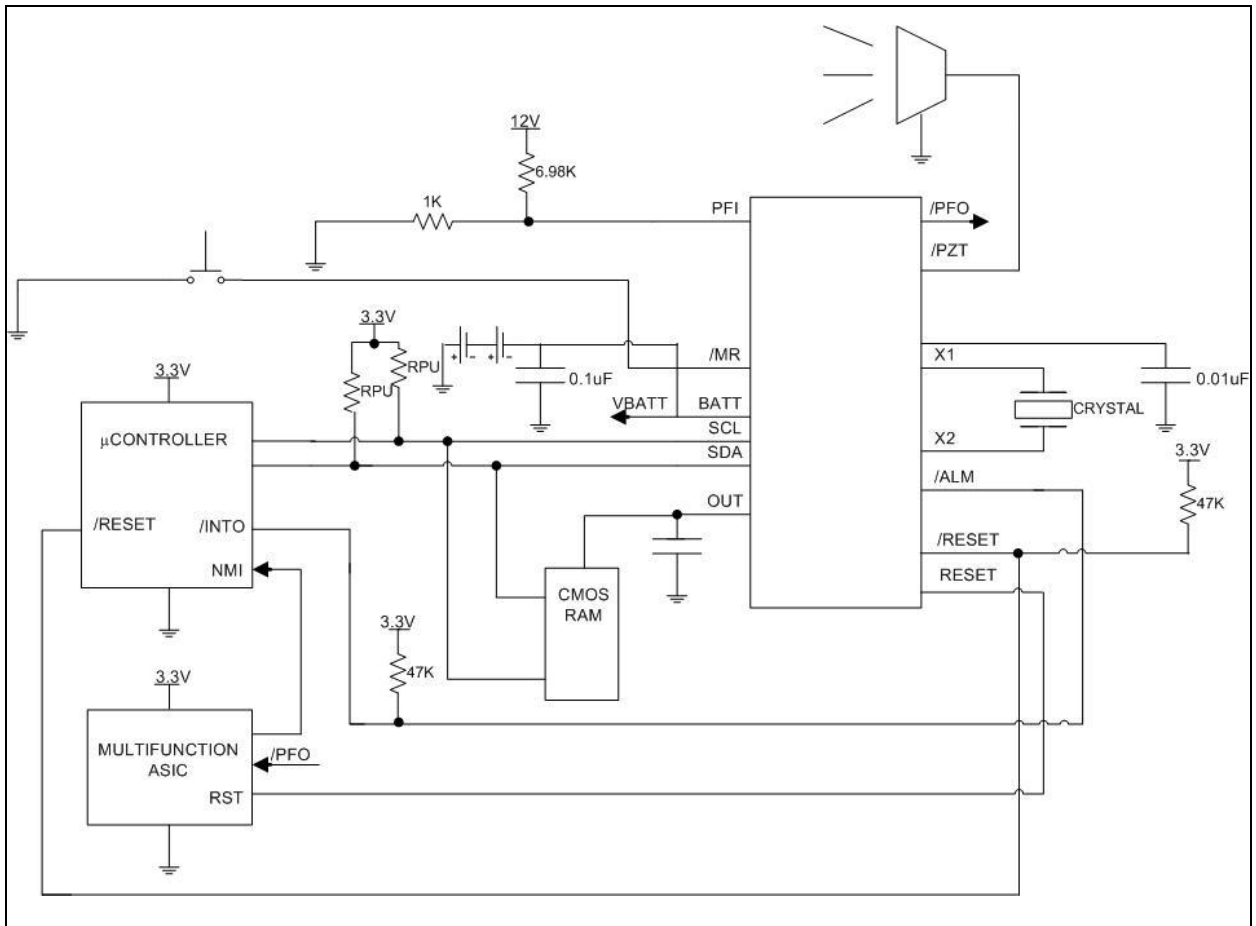 12V
6.98K
1K
PFI
/PFO
/PZT
3.3V
RPU
RPU
+ - + -
0.1uF
/MR
X1
0.01uF
CRYSTAL
3.3V
VBATT
BATT
SCL
SDA
X2
3.3V
μCONTROLLER
/RESET
/INTO
NMI
OUT
/ALM
47K
/RESET
RESET
CMOS
RAM
3.3V
47K
3.3V
MULTIFUNCTION
ASIC
/PFO
RST